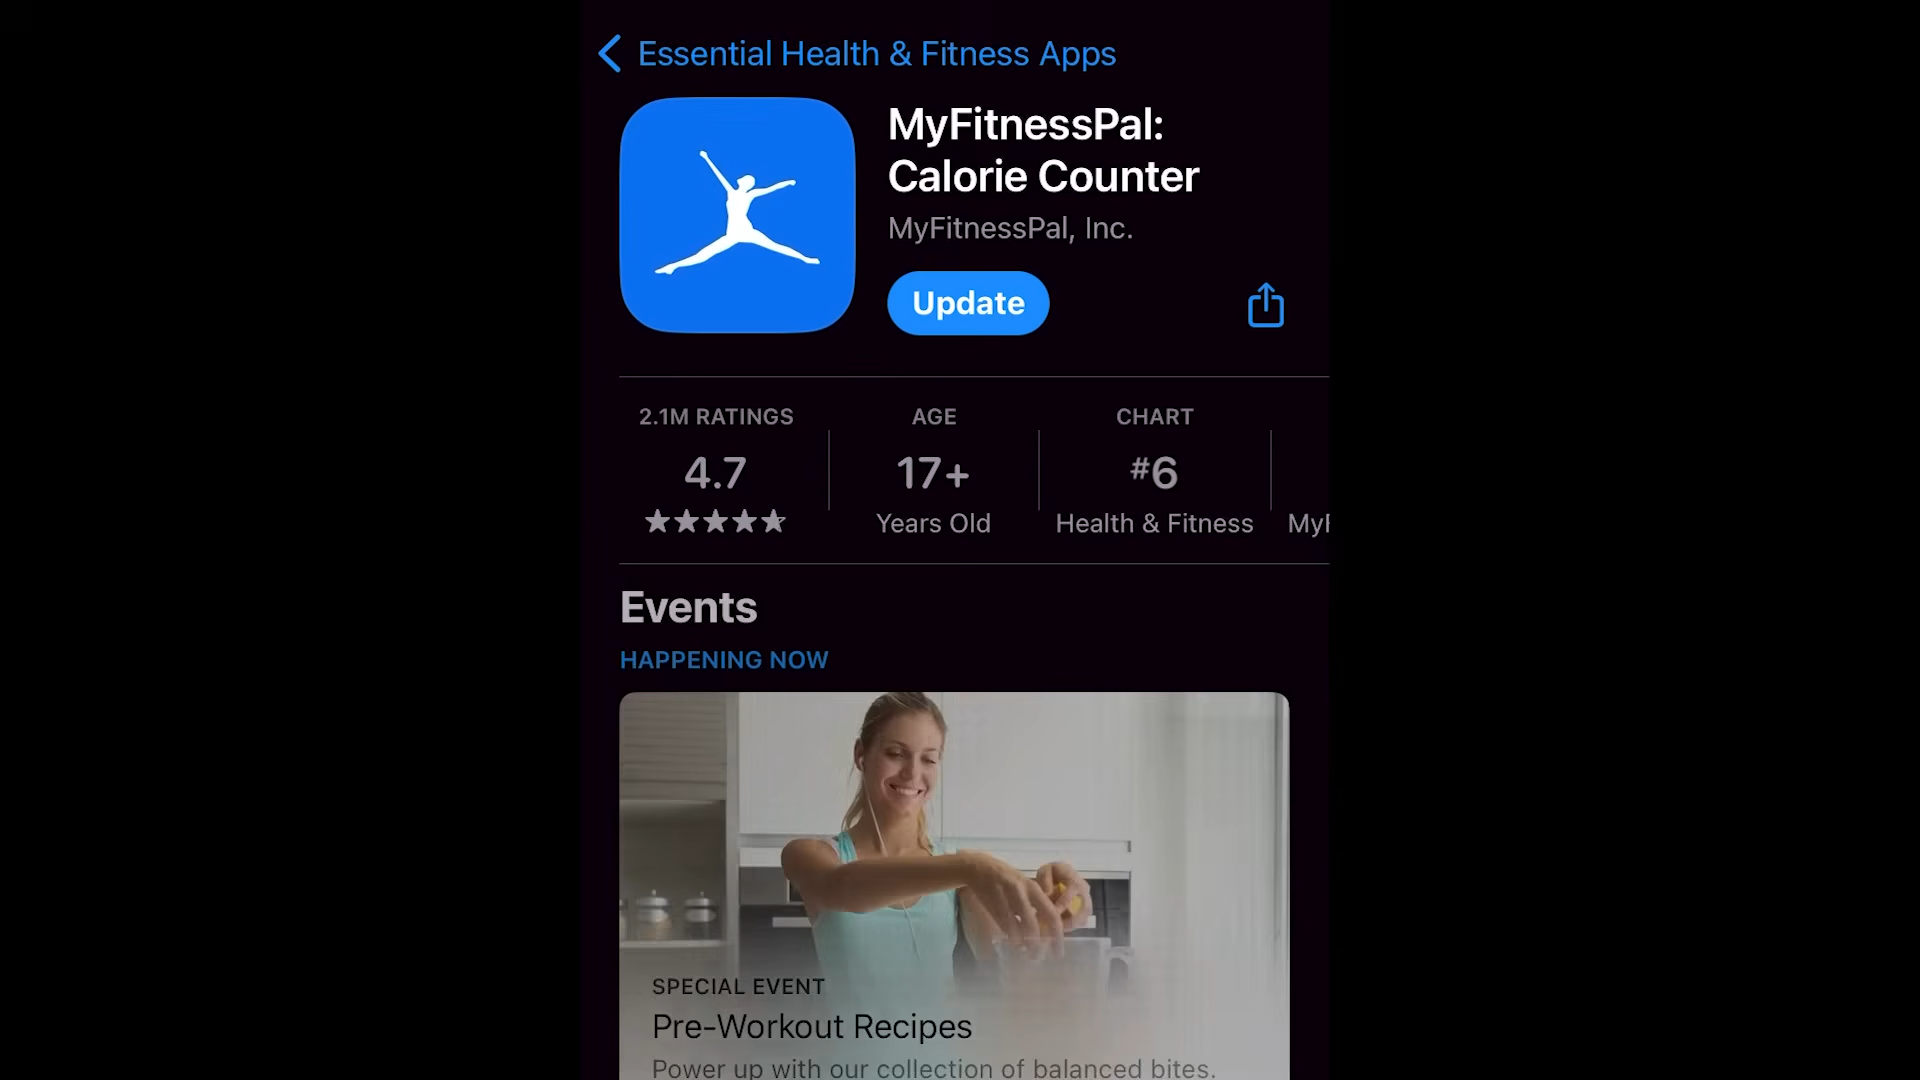 Essential Health & Fitness Apps
MyFitnessPal:
Calorie Counter
MyFitnessPal, Inc.
Update
2.1M RATINGS
4.7
AGE
17+
Years Old
CHART
#6
Health & Fitness
Events
HAPPENING NOW
SPECIAL EVENT
Pre-Workout Recipes
Power up with our collection of balanced bites.